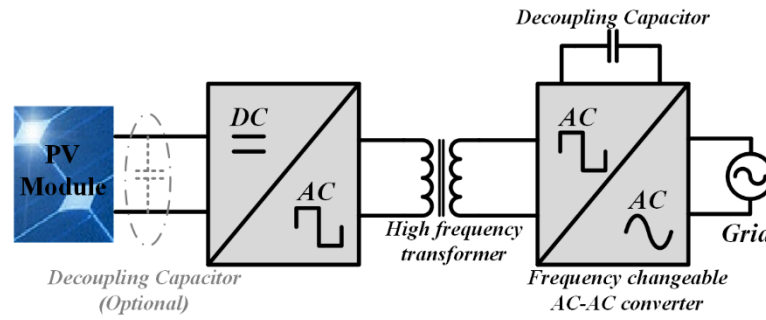 Decoupling Capacitor
PV
Module
DC
AC
AC
AC
High frequency
transformer
Grid
Decoupling Capacitor
(Optional)
Frequency changeable
AC-AC converter